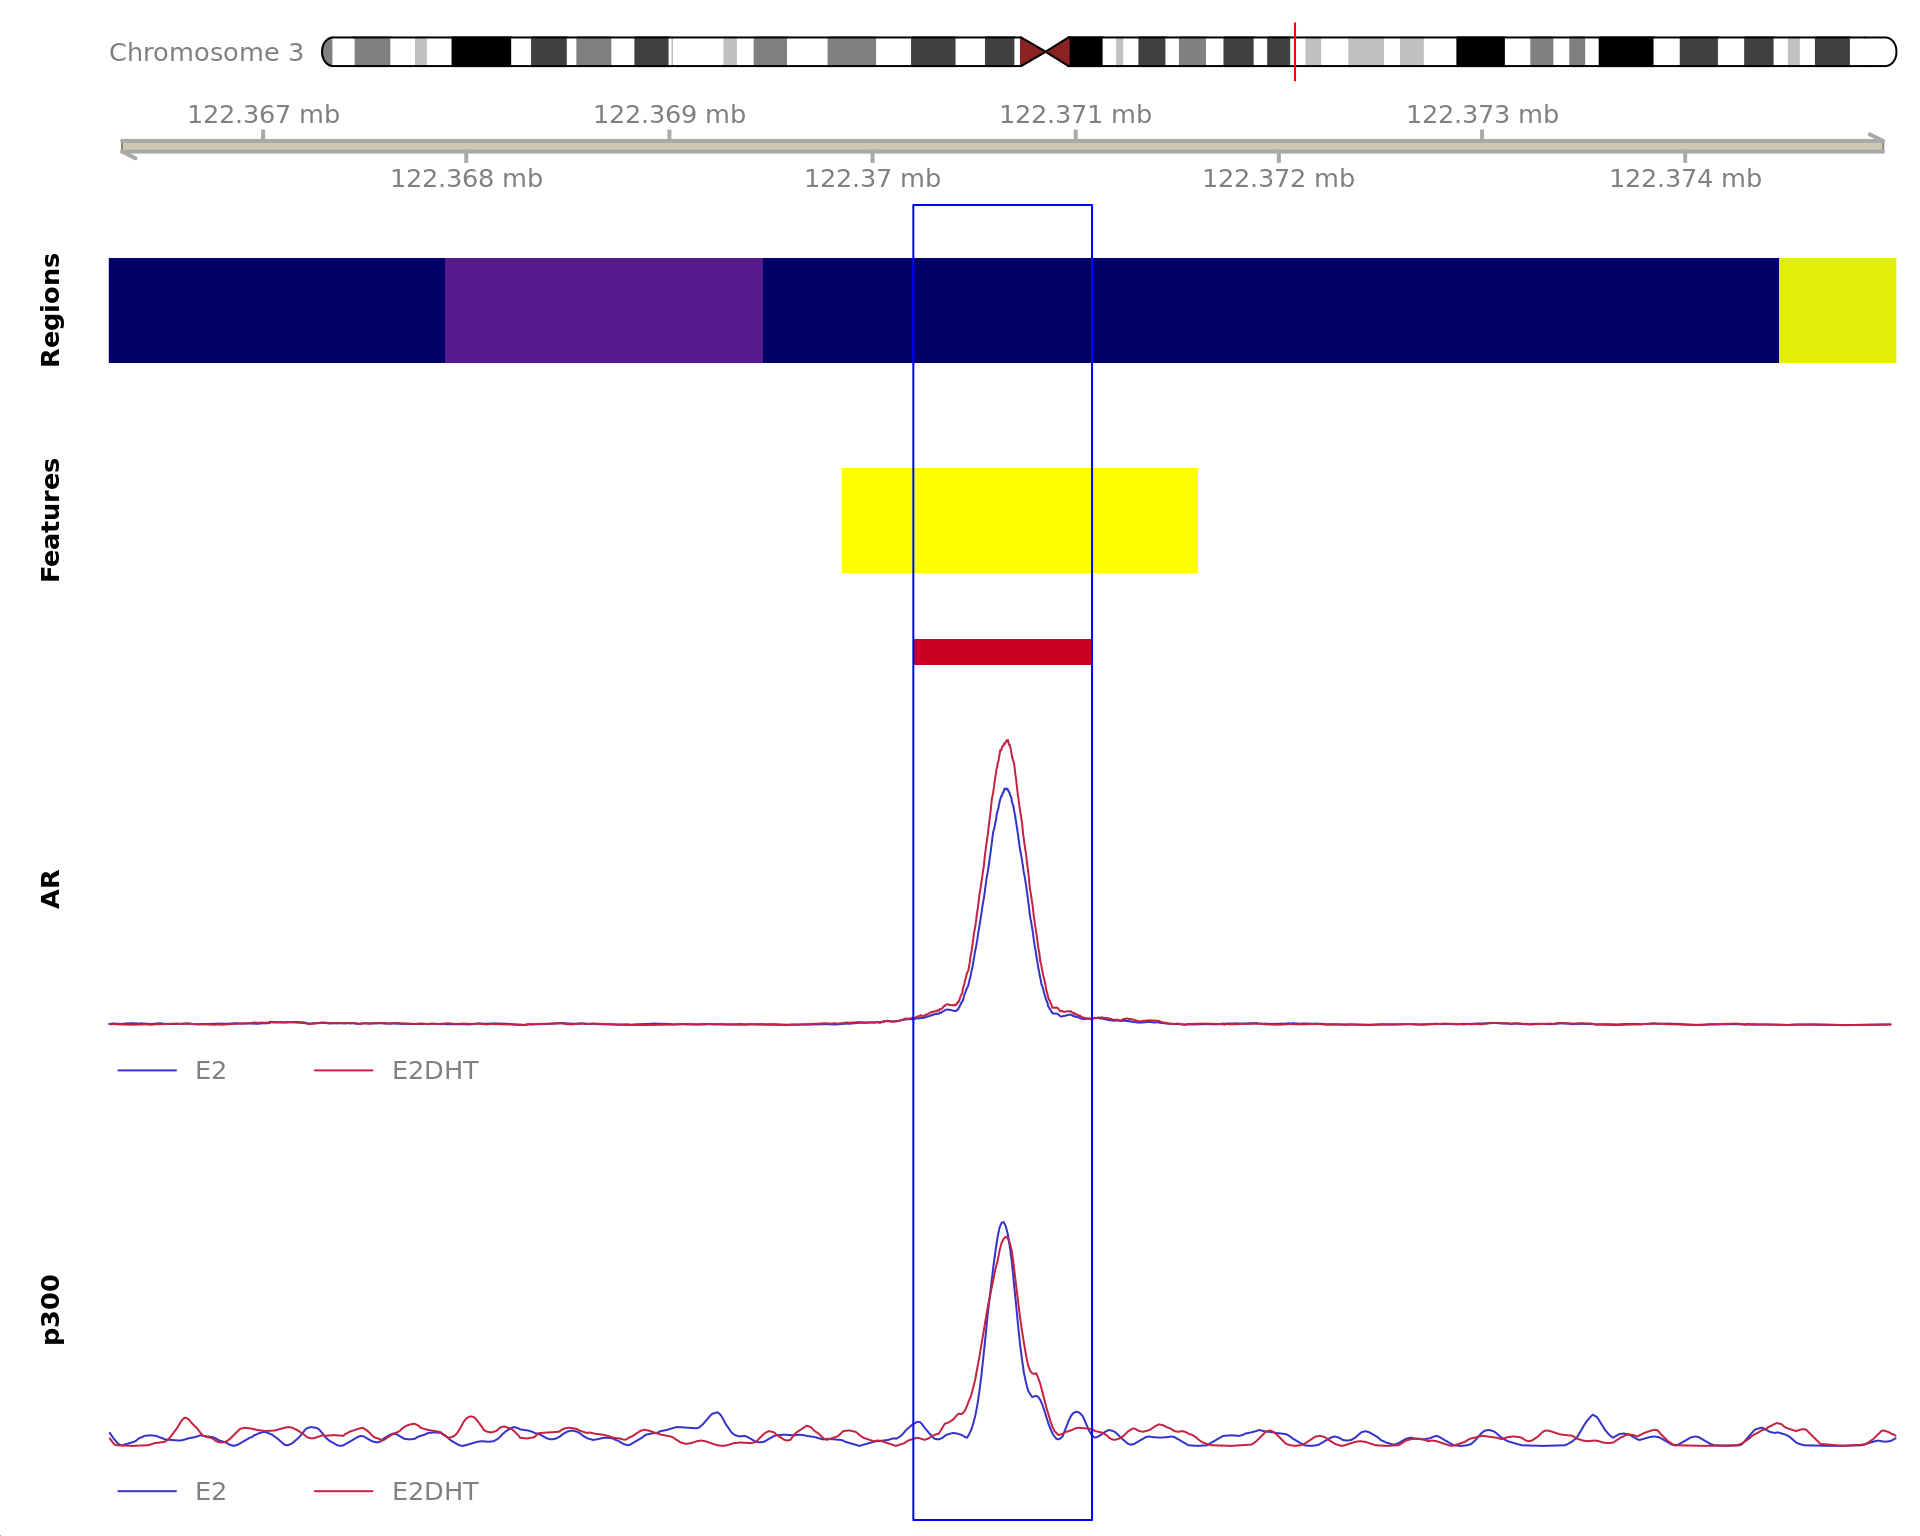 Chromosome 3
122.367 mb 122.369 mb 122.371 mb 122.373 mb
122.368 mb 122.37 mb 122.372 mb 122.374 mb
Regions
Features
AR
E2 E2DHT
p300
E2 E2DHT